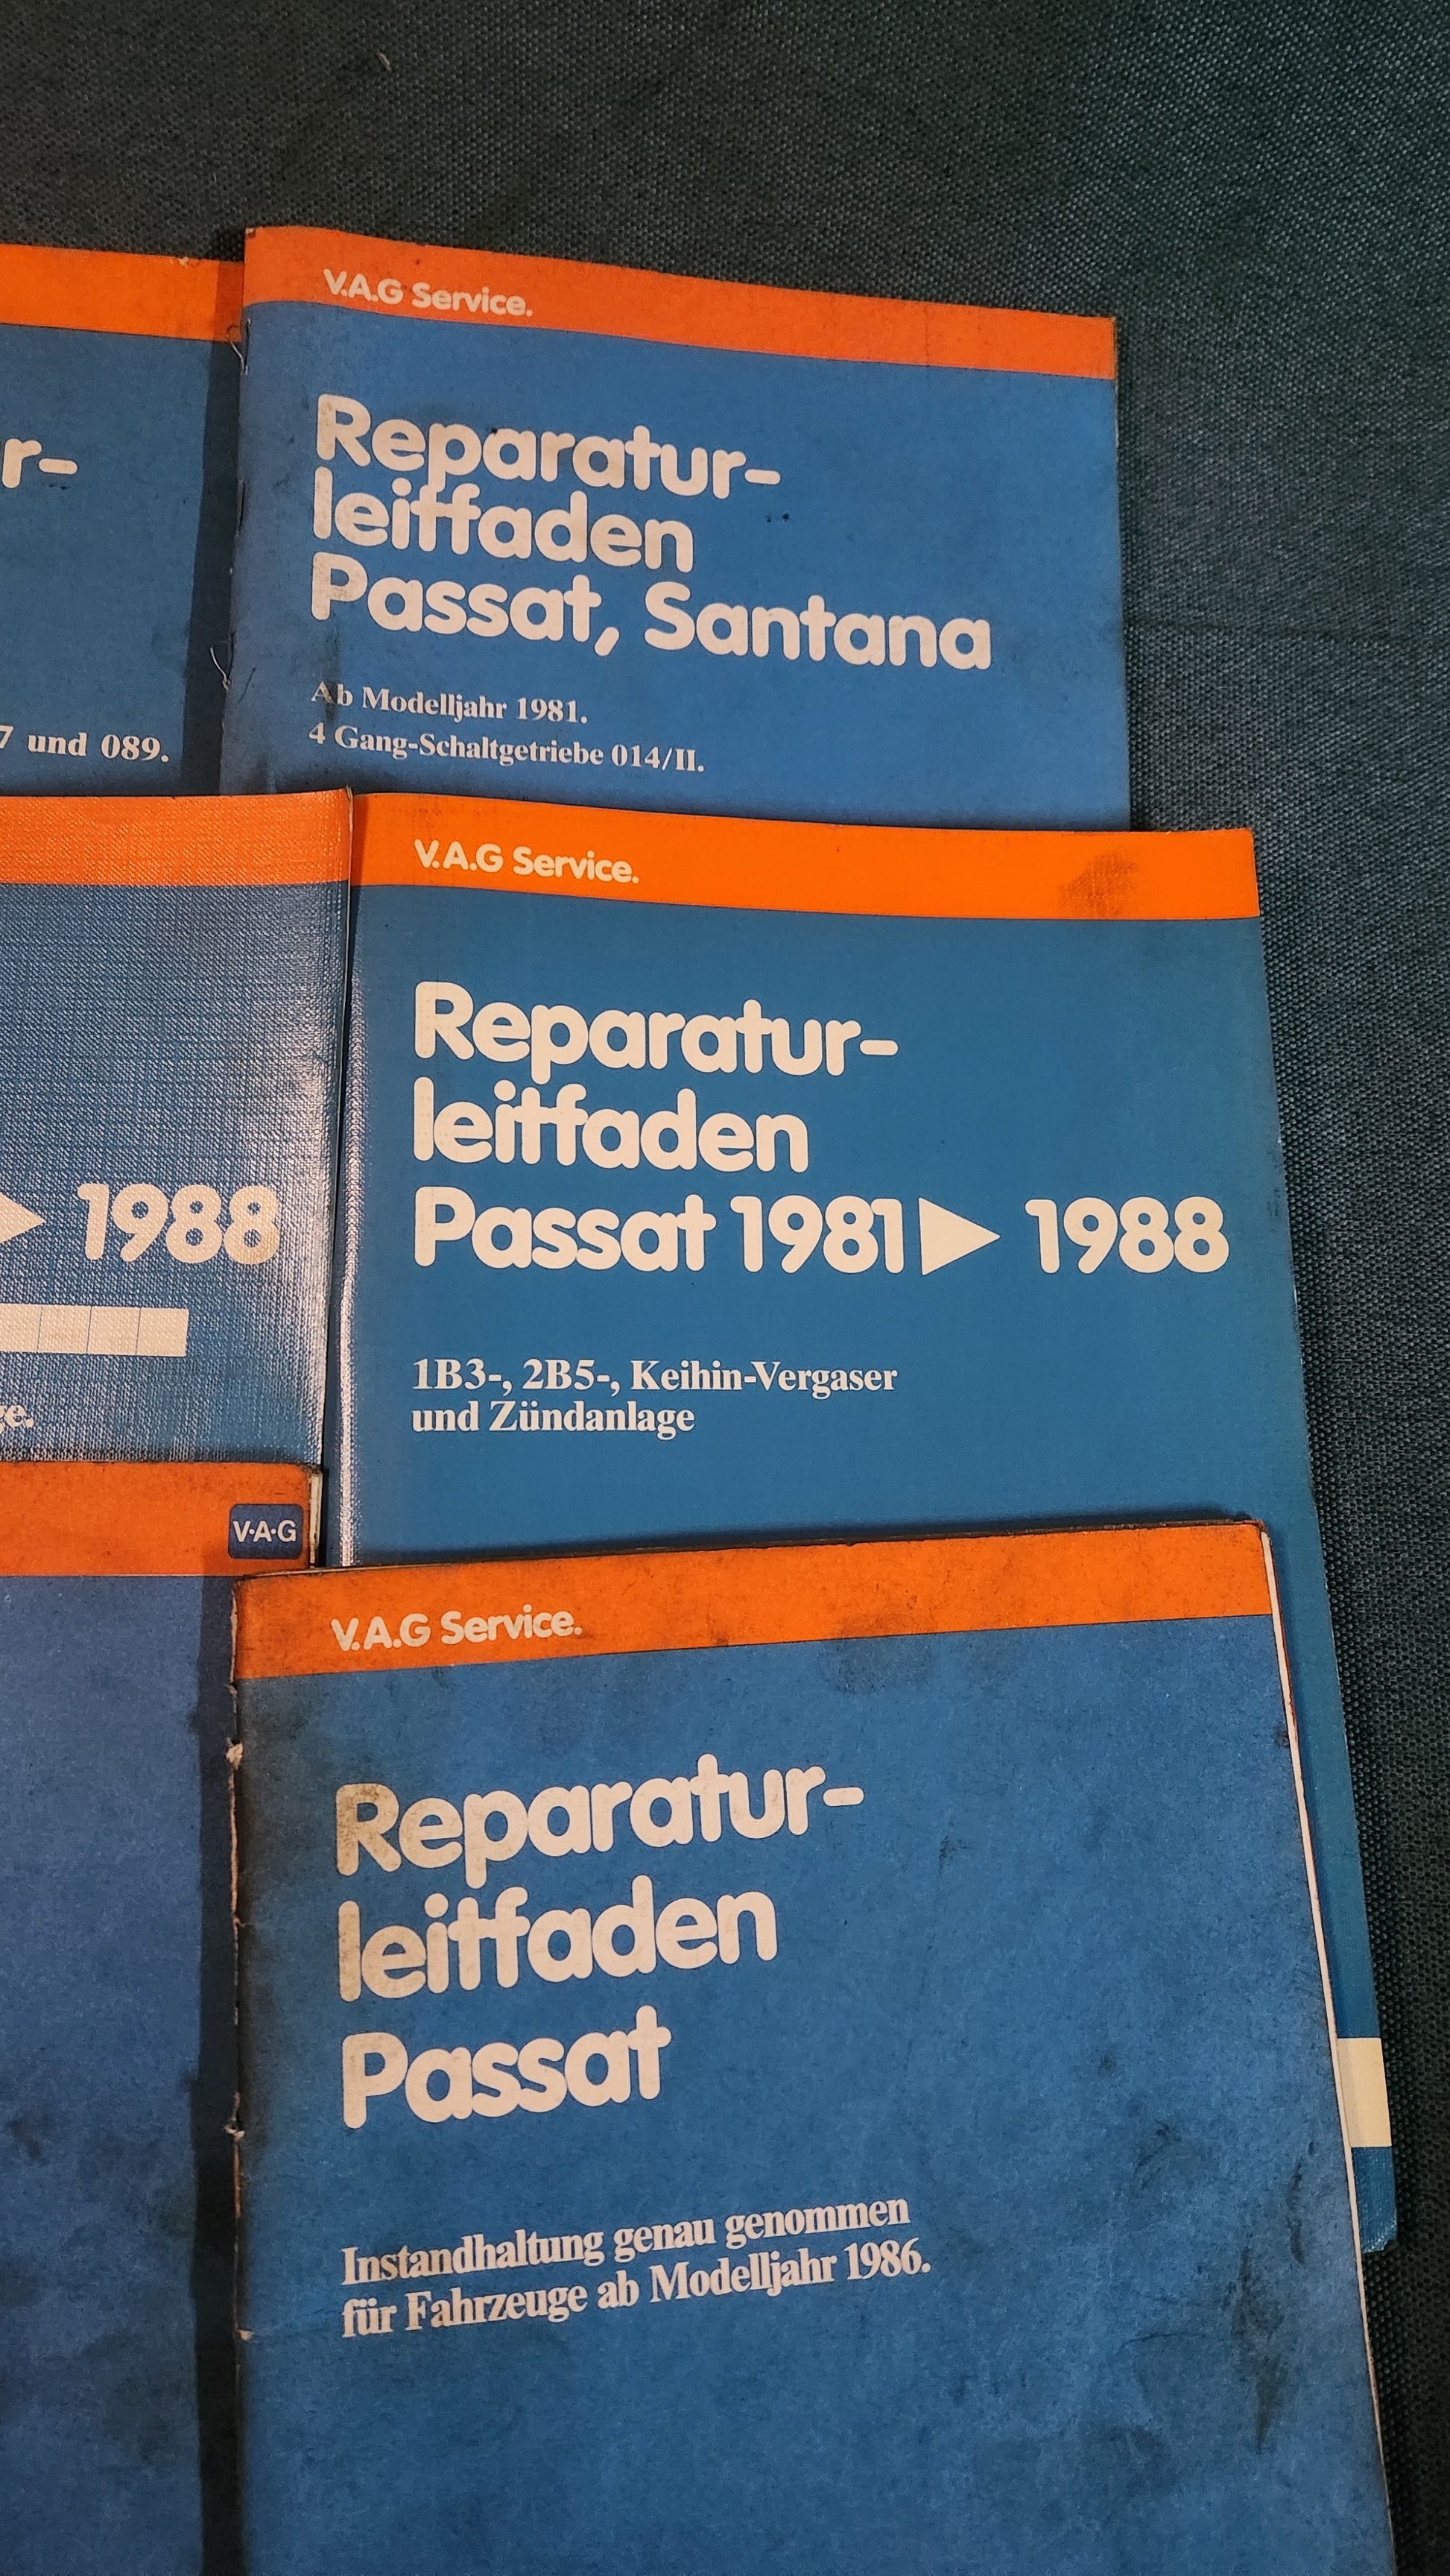 V.A.G Service.
Reparatur-
leitfaden
Passat, Santana
Ab Modelljahr 1981.
4 Gang-Schaltgetriebe 014/II.
r-
7 und 089.
V.A.G Service.
Reparatur-
leitfaden
Passat 1981 ▶ 1988
1B3-, 2B5-, Keihin-Vergaser
und Zündanlage
▶ 1988
ge.
V·A·G
V.A.G Service.
Reparatur-
leitfaden
Passat
Instandhaltung genau genommen
für Fahrzeuge ab Modelljahr 1986.